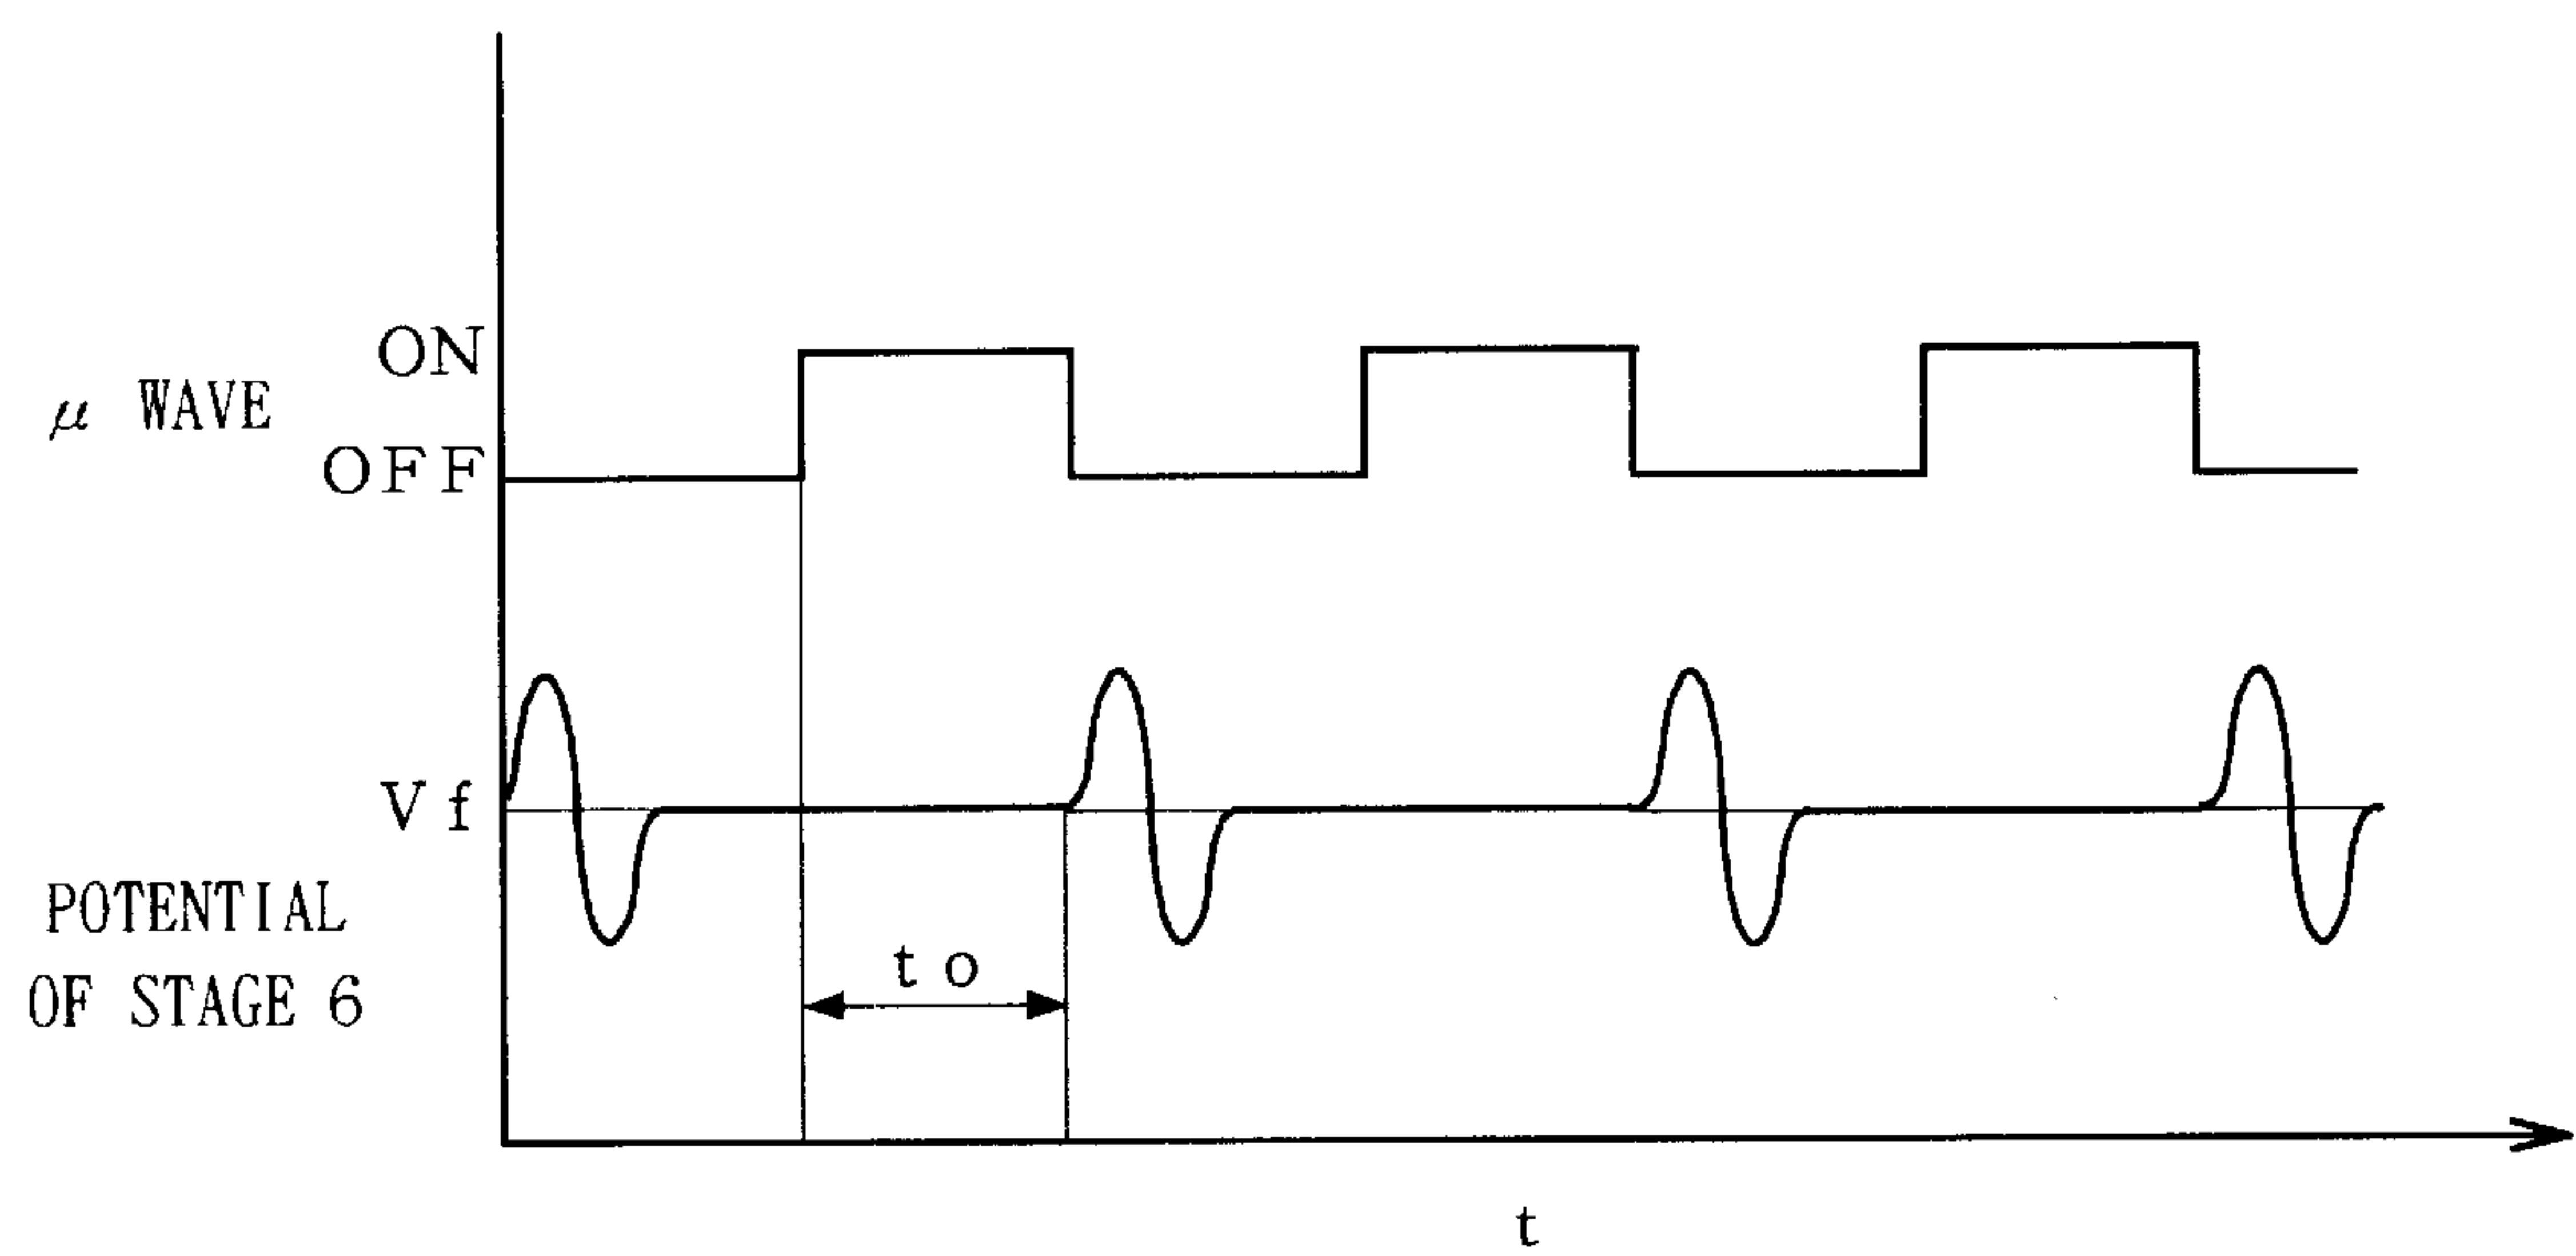 ON
μ WAVE
OFF
Vf
POTENTIAL
OF STAGE 6
to
t